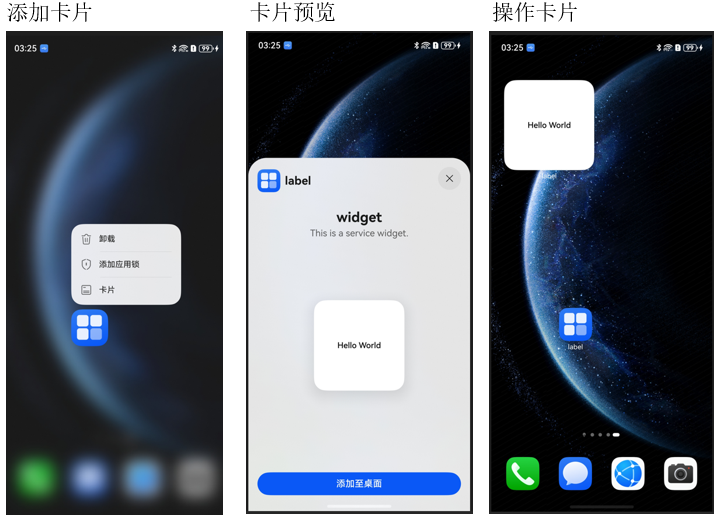 添加卡片
卡片预览
操作卡片
03:25
99
卸载
添加应用锁
卡片
03:25
99
label
widget
This is a service widget.
Hello World
添加至桌面
03:25
99
Hello World
label
label